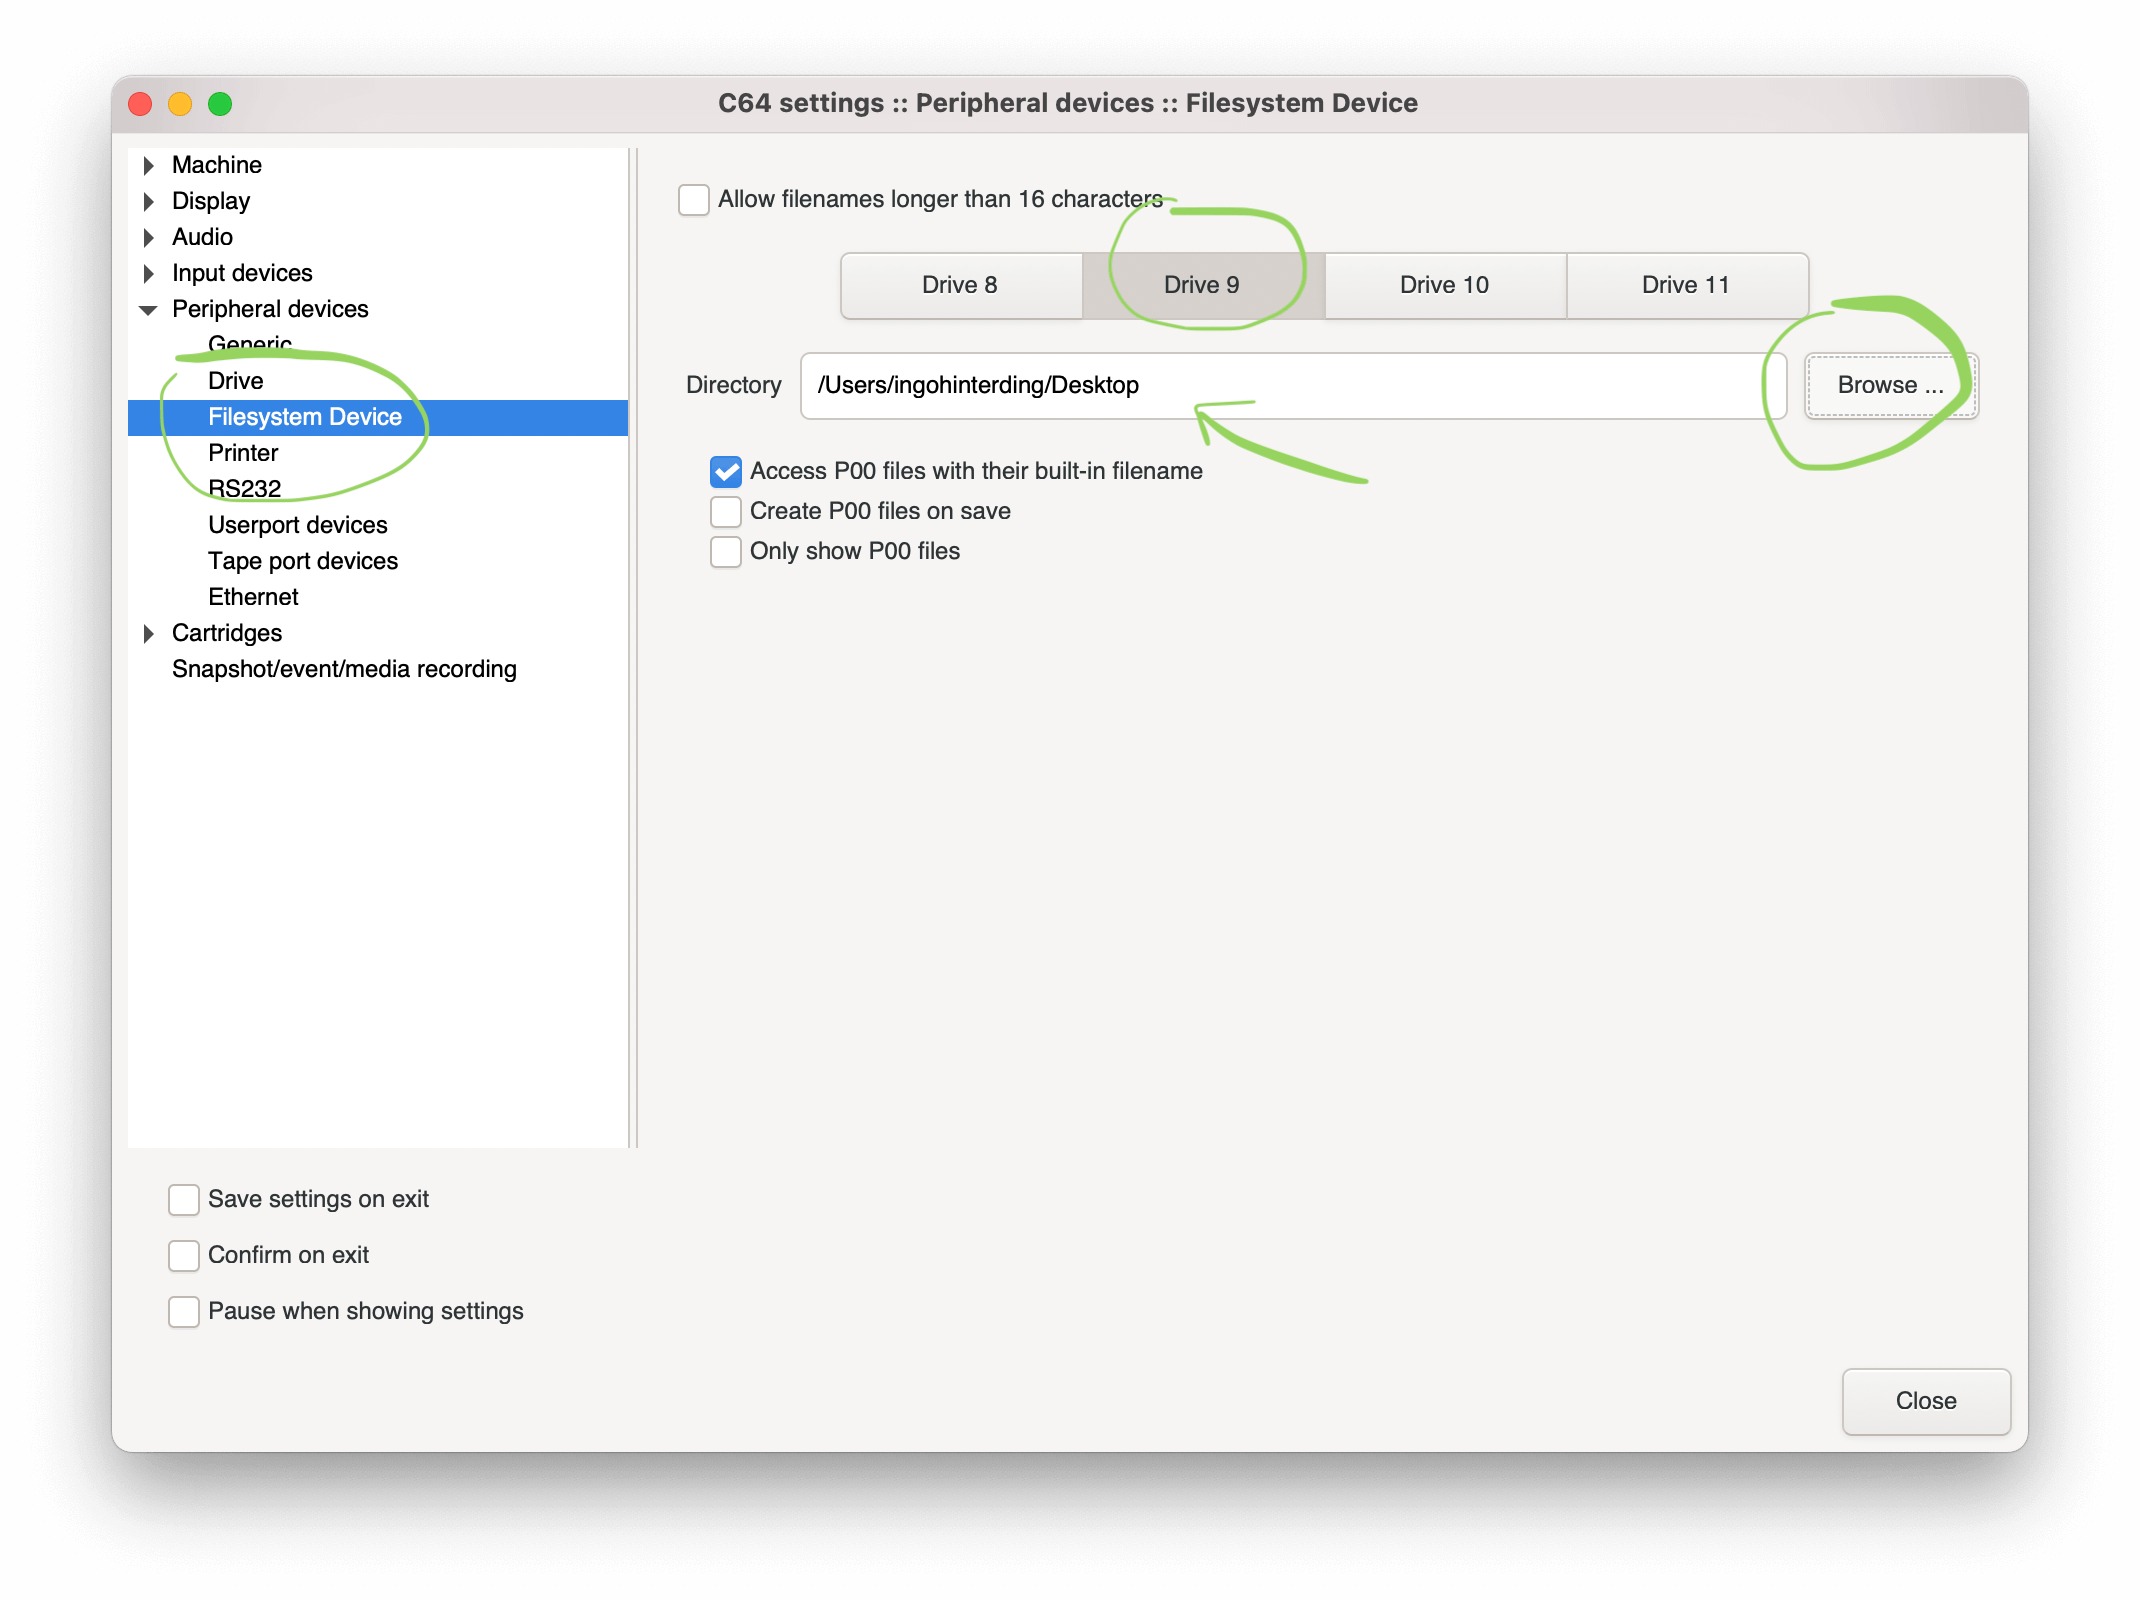 C64 settings :: Peripheral devices :: Filesystem Device
Machine
Display
Audio
Input devices
Peripheral devices
Generic
Drive
Filesystem Device
Printer
RS232
Userport devices
Tape port devices
Ethernet
Cartridges
Snapshot/event/media recording
Allow filenames longer than 16 characters
Drive 8 Drive 9 Drive 10 Drive 11
Directory /Users/ingohinterding/Desktop Browse ...
Access P00 files with their built-in filename
Create P00 files on save
Only show P00 files
Save settings on exit
Confirm on exit
Pause when showing settings
Close